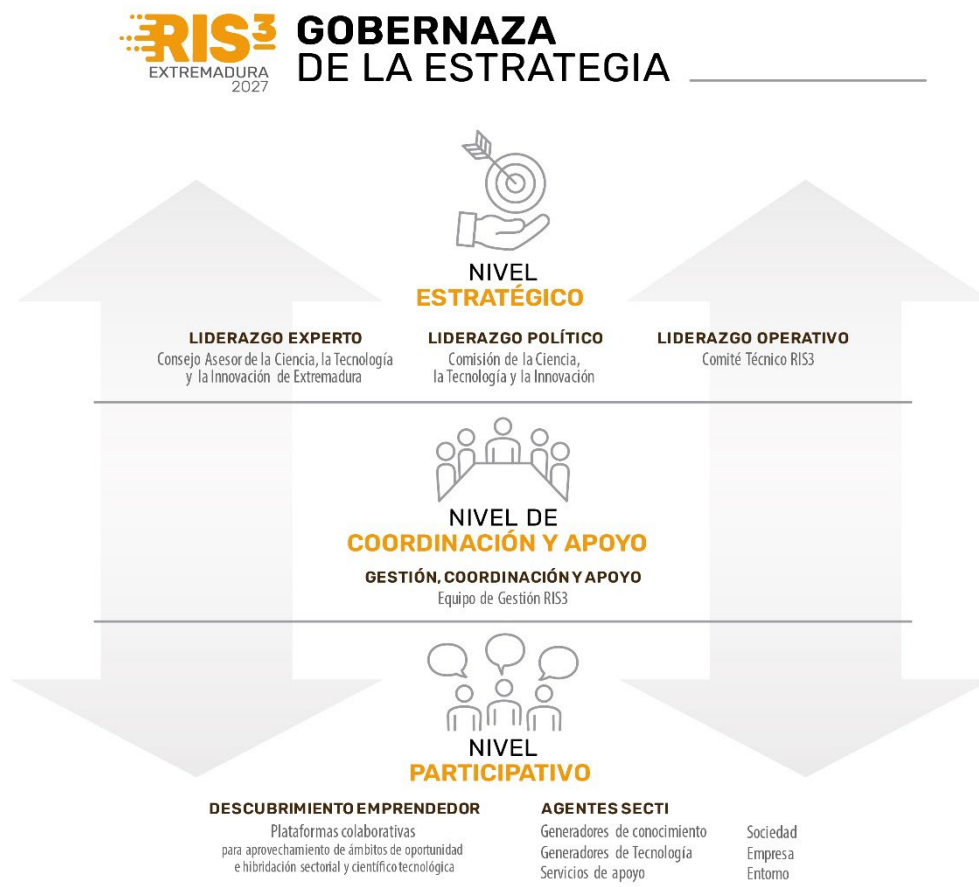 RIS3
EXTREMADURA
2027
GOBERNAZA
DE LA ESTRATEGIA
NIVEL
ESTRATÉGICO
LIDERAZGO EXPERTO
Consejo Asesor de la Ciencia, la Tecnología
y la Innovación de Extremadura
LIDERAZGO POLÍTICO
Comisión de la Ciencia,
la Tecnología y la Innovación
LIDERAZGO OPERATIVO
Comité Técnico RIS3
NIVEL DE
COORDINACIÓN Y APOYO
GESTIÓN, COORDINACIÓN Y APOYO
Equipo de Gestión RIS3
NIVEL
PARTICIPATIVO
DESCUBRIMIENTO EMPRENDEDOR
Plataformas colaborativas
para aprovechamiento de ámbitos de oportunidad
e hibridación sectorial y científico tecnológica
AGENTES SECTI
Generadores de conocimiento
Generadores de Tecnología
Servicios de apoyo
Sociedad
Empresa
Entorno